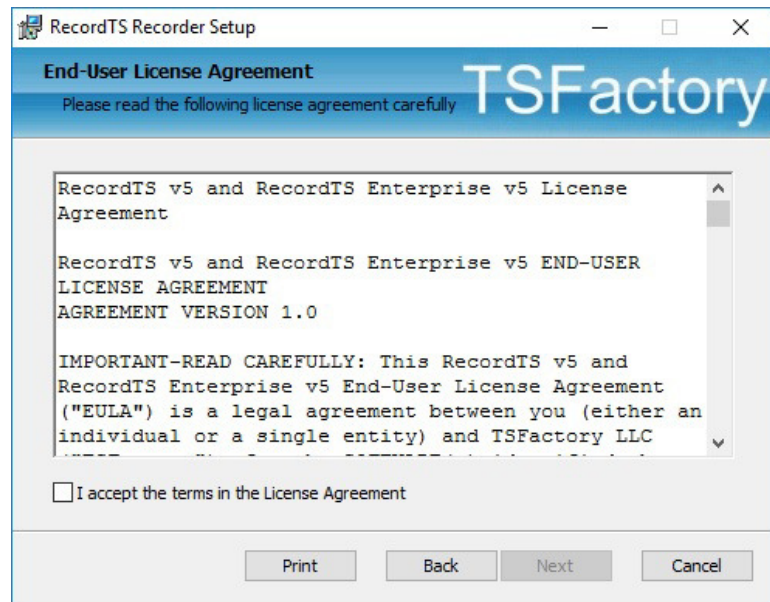 RecordTS Recorder Setup
End-User License Agreement
Please read the following license agreement carefully
TSFactory
RecordTS v5 and RecordTS Enterprise v5 License
Agreement
RecordTS v5 and RecordTS Enterprise v5 END-USER
LICENSE AGREEMENT
AGREEMENT VERSION 1.0
IMPORTANT-READ CAREFULLY: This RecordTS v5 and
RecordTS Enterprise v5 End-User License Agreement
("EULA") is a legal agreement between you (either an
individual or a single entity) and TSFactory LLC
I accept the terms in the License Agreement
Print
Back
Next
Cancel